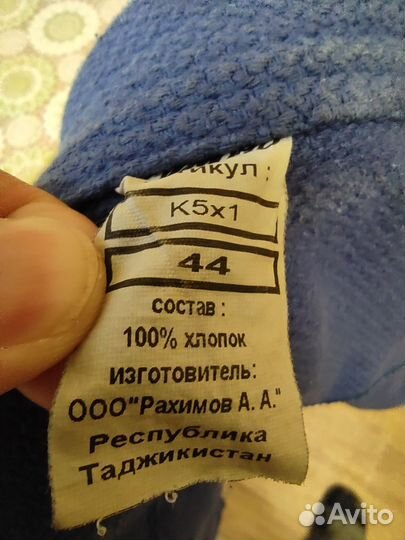 К5х1
44
состав :
100% хлопок
изготовитель:
ООО"Рахимов А. А."
Республика
Таджикистан
Avito